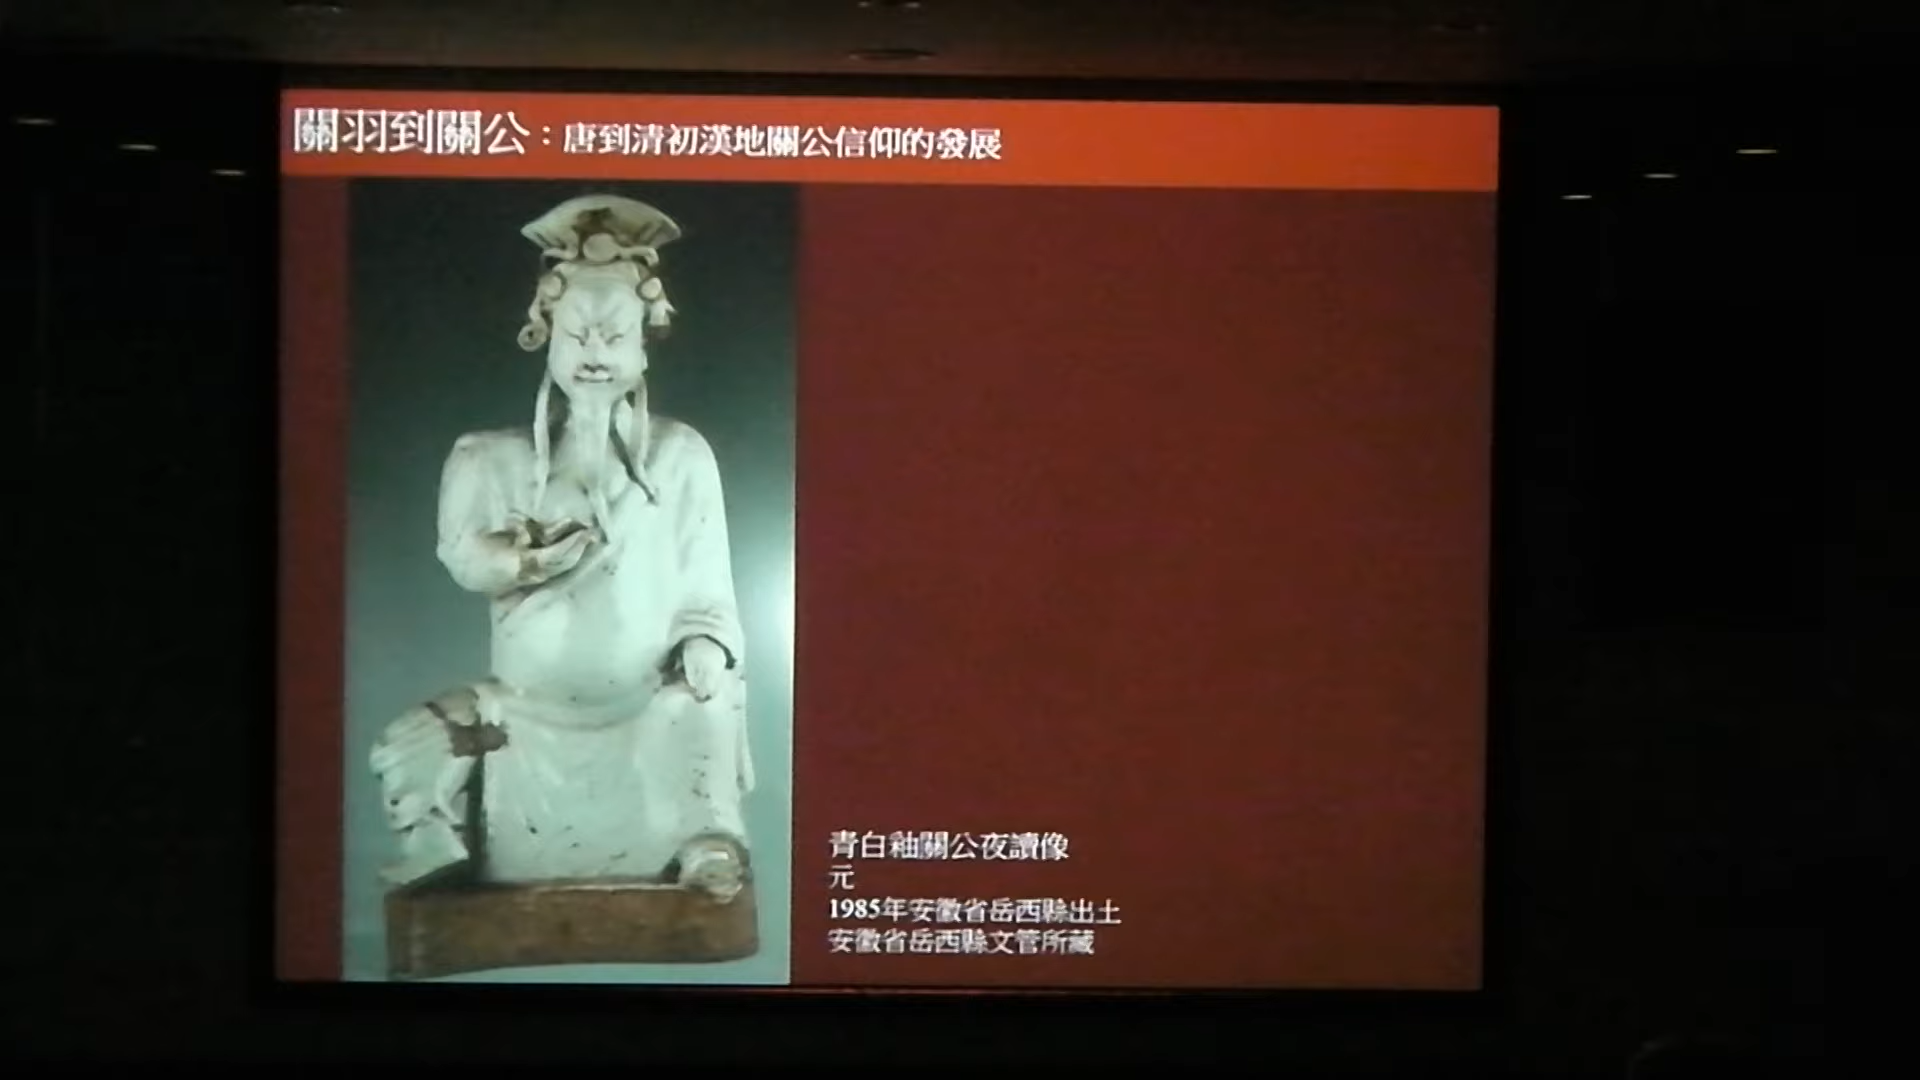 關羽到關公：唐到清初漢地關公信仰的發展
青白釉關公夜讀像
元
1985年安徽省岳西縣出土
安徽省岳西縣文管所藏